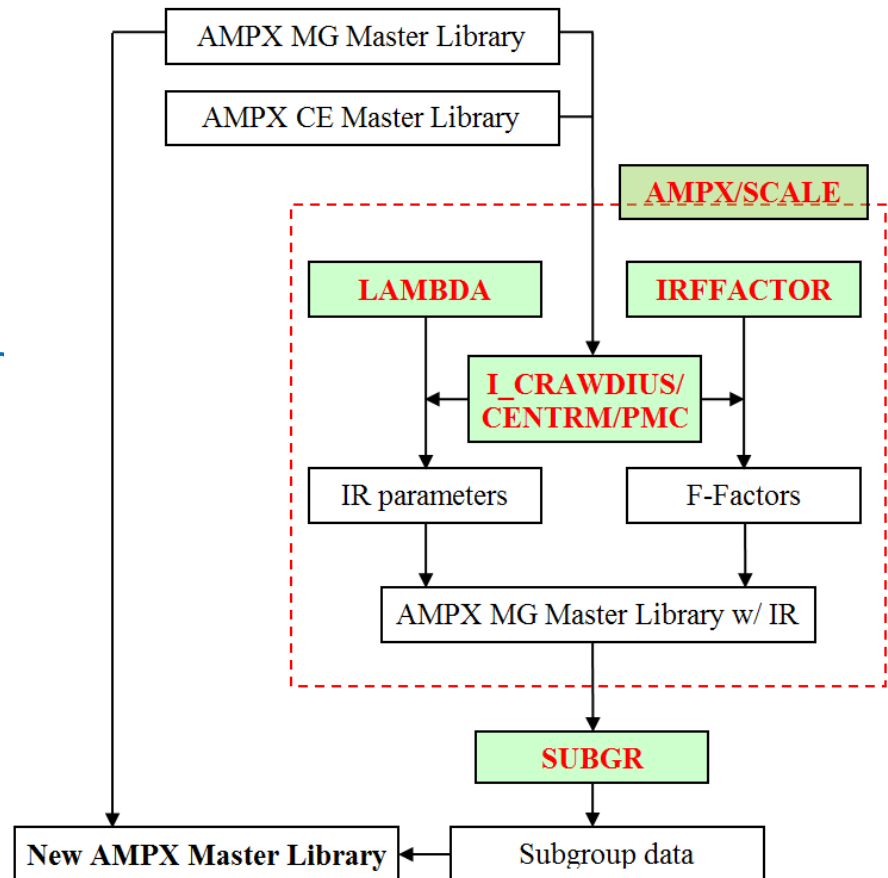 AMPX MG Master Library
AMPX CE Master Library
AMPX/SCALE
LAMBDA
IRFFACTOR
I_CRAWDIUS/
CENTRM/PMC
IR parameters
F-Factors
AMPX MG Master Library w/ IR
SUBGR
New AMPX Master Library
Subgroup data